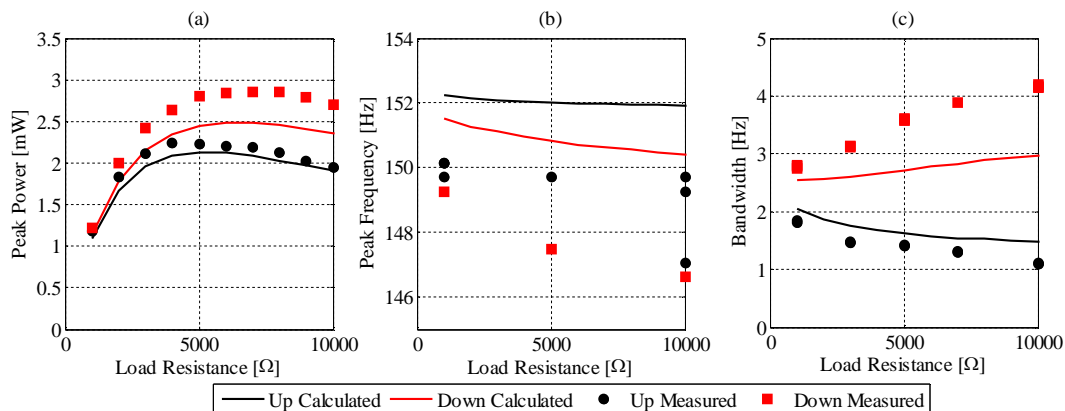 (a)
(b)
(c)
3.5
3
2.5
2
1.5
1
0.5
0
Peak Power [mW]
0
5000
10000
Load Resistance [Ω]
154
152
150
148
146
Peak Frequency [Hz]
0
5000
10000
Load Resistance [Ω]
5
4
3
2
1
0
Bandwidth [Hz]
0
5000
10000
Load Resistance [Ω]
Up Calculated
Down Calculated
Up Measured
Down Measured